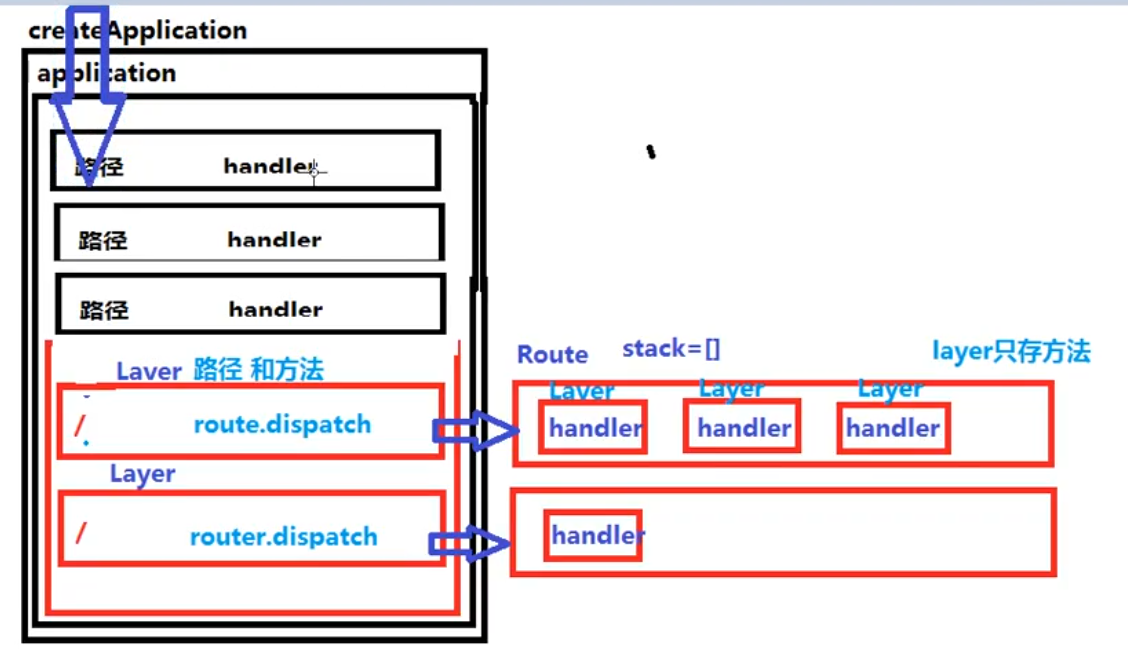 createApplication
application
路径 handler
路径 handler
路径 handler
Layer 路径 和方法
/ route.dispatch
Layer
/ router.dispatch
Route stack=[] layer只存方法
Layer Layer Layer
handler handler handler
handler